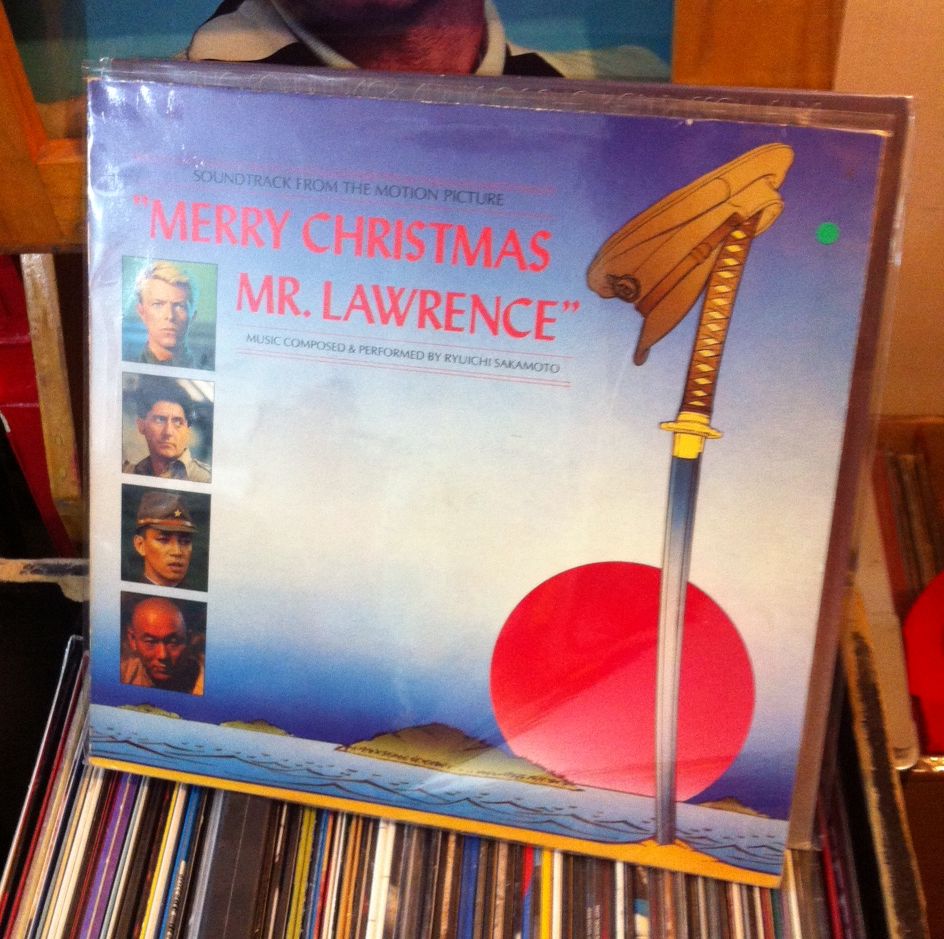 SOUNDTRACK FROM THE MOTION PICTURE
"MERRY CHRISTMAS
MR. LAWRENCE"
MUSIC COMPOSED & PERFORMED BY RYUICHI SAKAMOTO